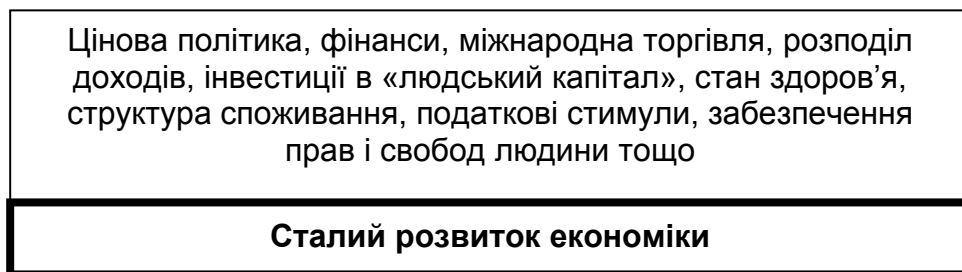 Цінова політика, фінанси, міжнародна торгівля, розподіл
доходів, інвестиції в «людський капітал», стан здоров’я,
структура споживання, податкові стимули, забезпечення
прав і свобод людини тощо
Сталий розвиток економіки